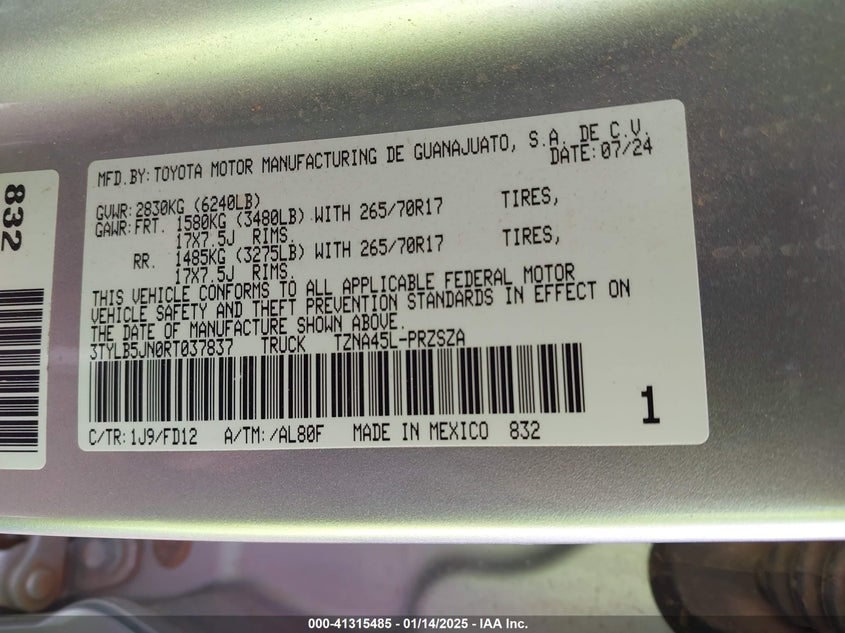 MFD.BY: TOYOTA MOTOR MANUFACTURING DE GUANAJUATO, S.A. DE C.V.
DATE: 07/24
GVWR: 2830KG (6240LB)
GAWR: FRT. 1580KG (3480LB) WITH 265/70R17 TIRES,
17X7.5J RIMS.
RR. 1485KG (3275LB) WITH 265/70R17 TIRES,
17X7.5J RIMS.
THIS VEHICLE CONFORMS TO ALL APPLICABLE FEDERAL MOTOR
VEHICLE SAFETY AND THEFT PREVENTION STANDARDS IN EFFECT ON
THE DATE OF MANUFACTURE SHOWN ABOVE.
3TYLB5JN0RT037837 TRUCK TZNA45L-PRZSZA
1
C/TR: 1J9/FD12 A/TM: /AL80F MADE IN MEXICO 832
832
000-41315485 - 01/14/2025 - IAA Inc.